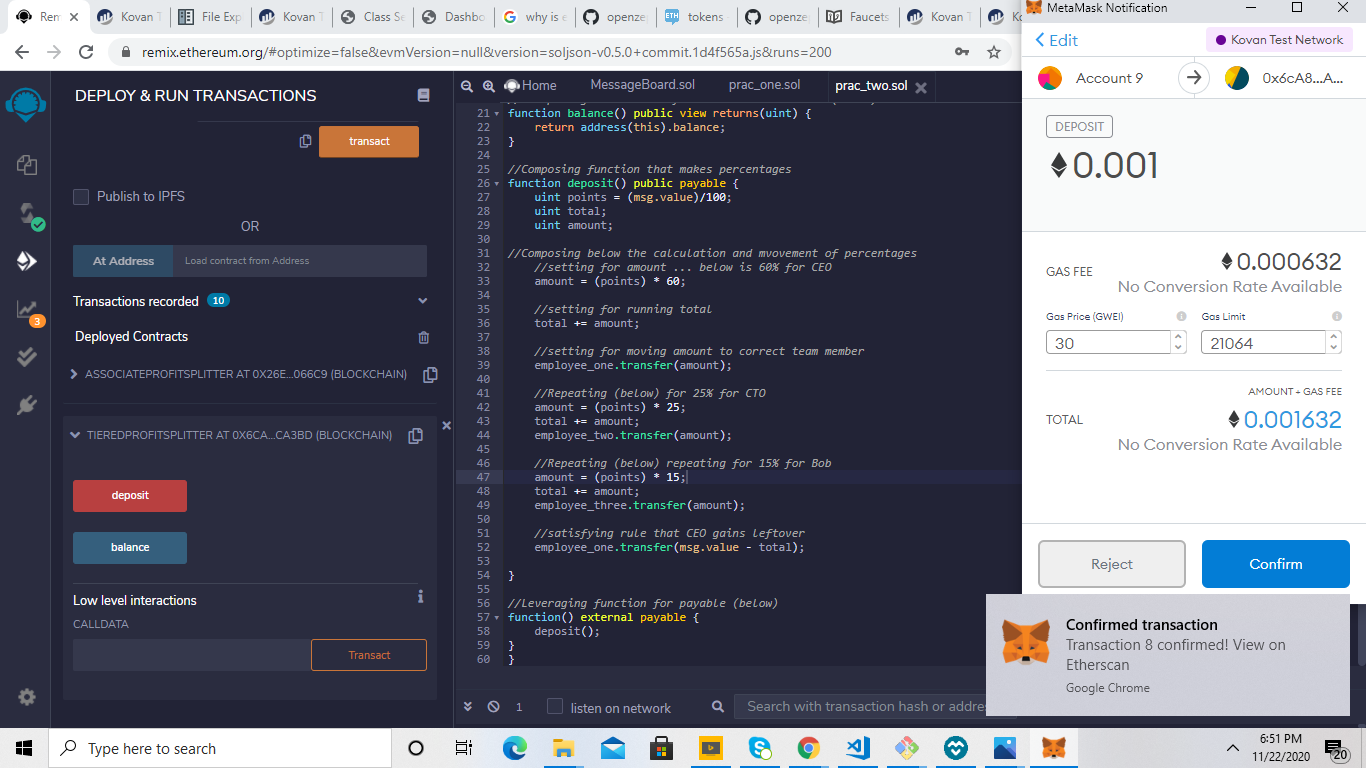 Rem
Kovan T
File Exp
Kovan T
Class Se
Dashbo
why is e
openze
tokens
openze
Faucets
Kovan T
Ko
remix.ethereum.org/#optimize=false&evmVersion=null&version=soljson-v0.5.0+commit.1d4f565a.js&runs=200
DEPLOY & RUN TRANSACTIONS
transact
Publish to IPFS
OR
At Address
Load contract from Address
Transactions recorded 10
Deployed Contracts
ASSOCIATEPROFITSPLITTER AT 0X26E...066C9 (BLOCKCHAIN)
TIEREDPROFITSPLITTER AT 0X6CA...CA3BD (BLOCKCHAIN)
deposit
balance
Low level interactions
CALLDATA
Transact
3
Home
MessageBoard.sol
prac_one.sol
prac_two.sol
21 function balance() public view returns(uint) {
22 return address(this).balance;
23 }
24
25 //Composing function that makes percentages
26 function deposit() public payable {
27 uint points = (msg.value)/100;
28 uint total;
29 uint amount;
30
31 //Composing below the calculation and mvovement of percentages
32 //setting for amount ... below is 60% for CEO
33 amount = (points) * 60;
34
35 //setting for running total
36 total += amount;
37
38 //setting for moving amount to correct team member
39 employee_one.transfer(amount);
40
41 //Repeating (below) for 25% for CTO
42 amount = (points) * 25;
43 total += amount;
44 employee_two.transfer(amount);
45
46 //Repeating (below) repeating for 15% for Bob
47 amount = (points) * 15;
48 total += amount;
49 employee_three.transfer(amount);
50
51 //satisfying rule that CEO gains leftover
52 employee_one.transfer(msg.value - total);
53
54 }
55
56 //Leveraging function for payable (below)
57 function() external payable {
58 deposit();
59 }
60 }
1
listen on network
Search with transaction hash or addre
MetaMask Notification
Edit
Kovan Test Network
Account 9
0x6cA8...A...
DEPOSIT
0.001
GAS FEE
0.000632
No Conversion Rate Available
Gas Price (GWEI)
Gas Limit
30
21064
AMOUNT + GAS FEE
TOTAL
0.001632
No Conversion Rate Available
Reject
Confirm
Confirmed transaction
Transaction 8 confirmed! View on
Etherscan
Google Chrome
Type here to search
6:51 PM
11/22/2020
20